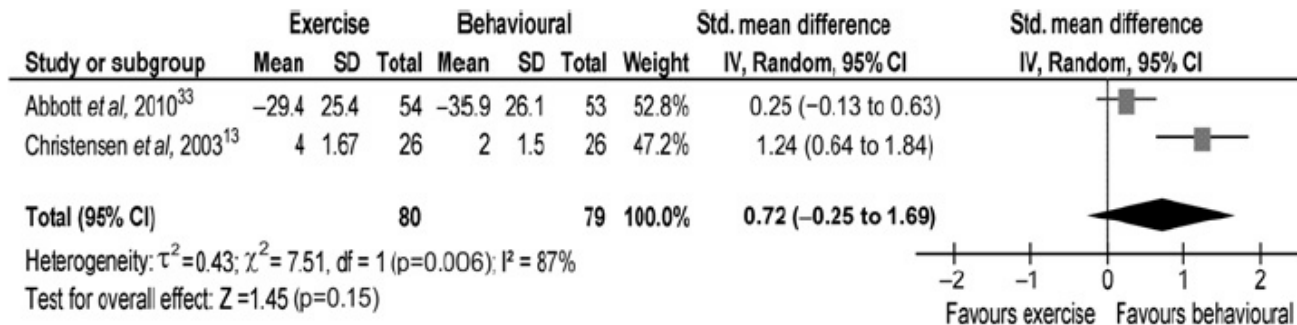 Exercise Behavioural Std. mean difference Std. mean difference
Study or subgroup Mean SD Total Mean SD Total Weight IV, Random, 95% CI IV, Random, 95% CI
Abbott et al, 2010³³ −29.4 25.4 54 −35.9 26.1 53 52.8% 0.25 (−0.13 to 0.63)
Christensen et al, 2003¹³ 4 1.67 26 2 1.5 26 47.2% 1.24 (0.64 to 1.84)
Total (95% CI) 80 79 100.0% 0.72 (−0.25 to 1.69)
Heterogeneity: τ²=0.43; χ²= 7.51, df = 1 (p=0.006); I² = 87%
Test for overall effect: Z =1.45 (p=0.15)
−2 −1 0 1 2
Favours exercise Favours behavioural